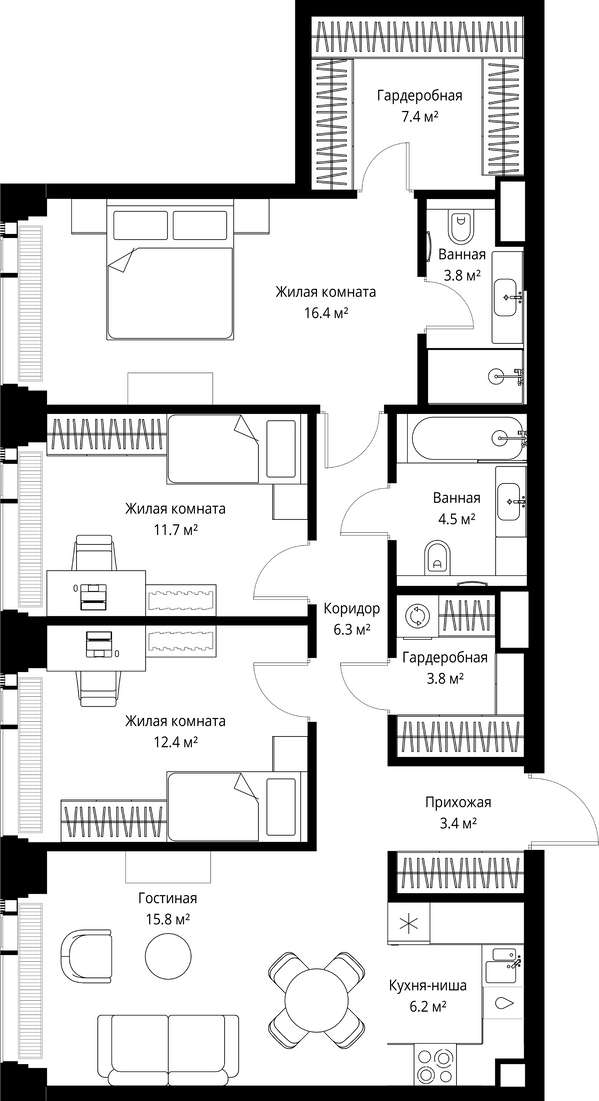 Гардеробная
7.4 м²
Ванная
3.8 м²
Жилая комната
16.4 м²
Жилая комната
11.7 м²
Ванная
4.5 м²
Коридор
6.3 м²
Гардеробная
3.8 м²
Жилая комната
12.4 м²
Прихожая
3.4 м²
Гостиная
15.8 м²
Кухня-ниша
6.2 м²